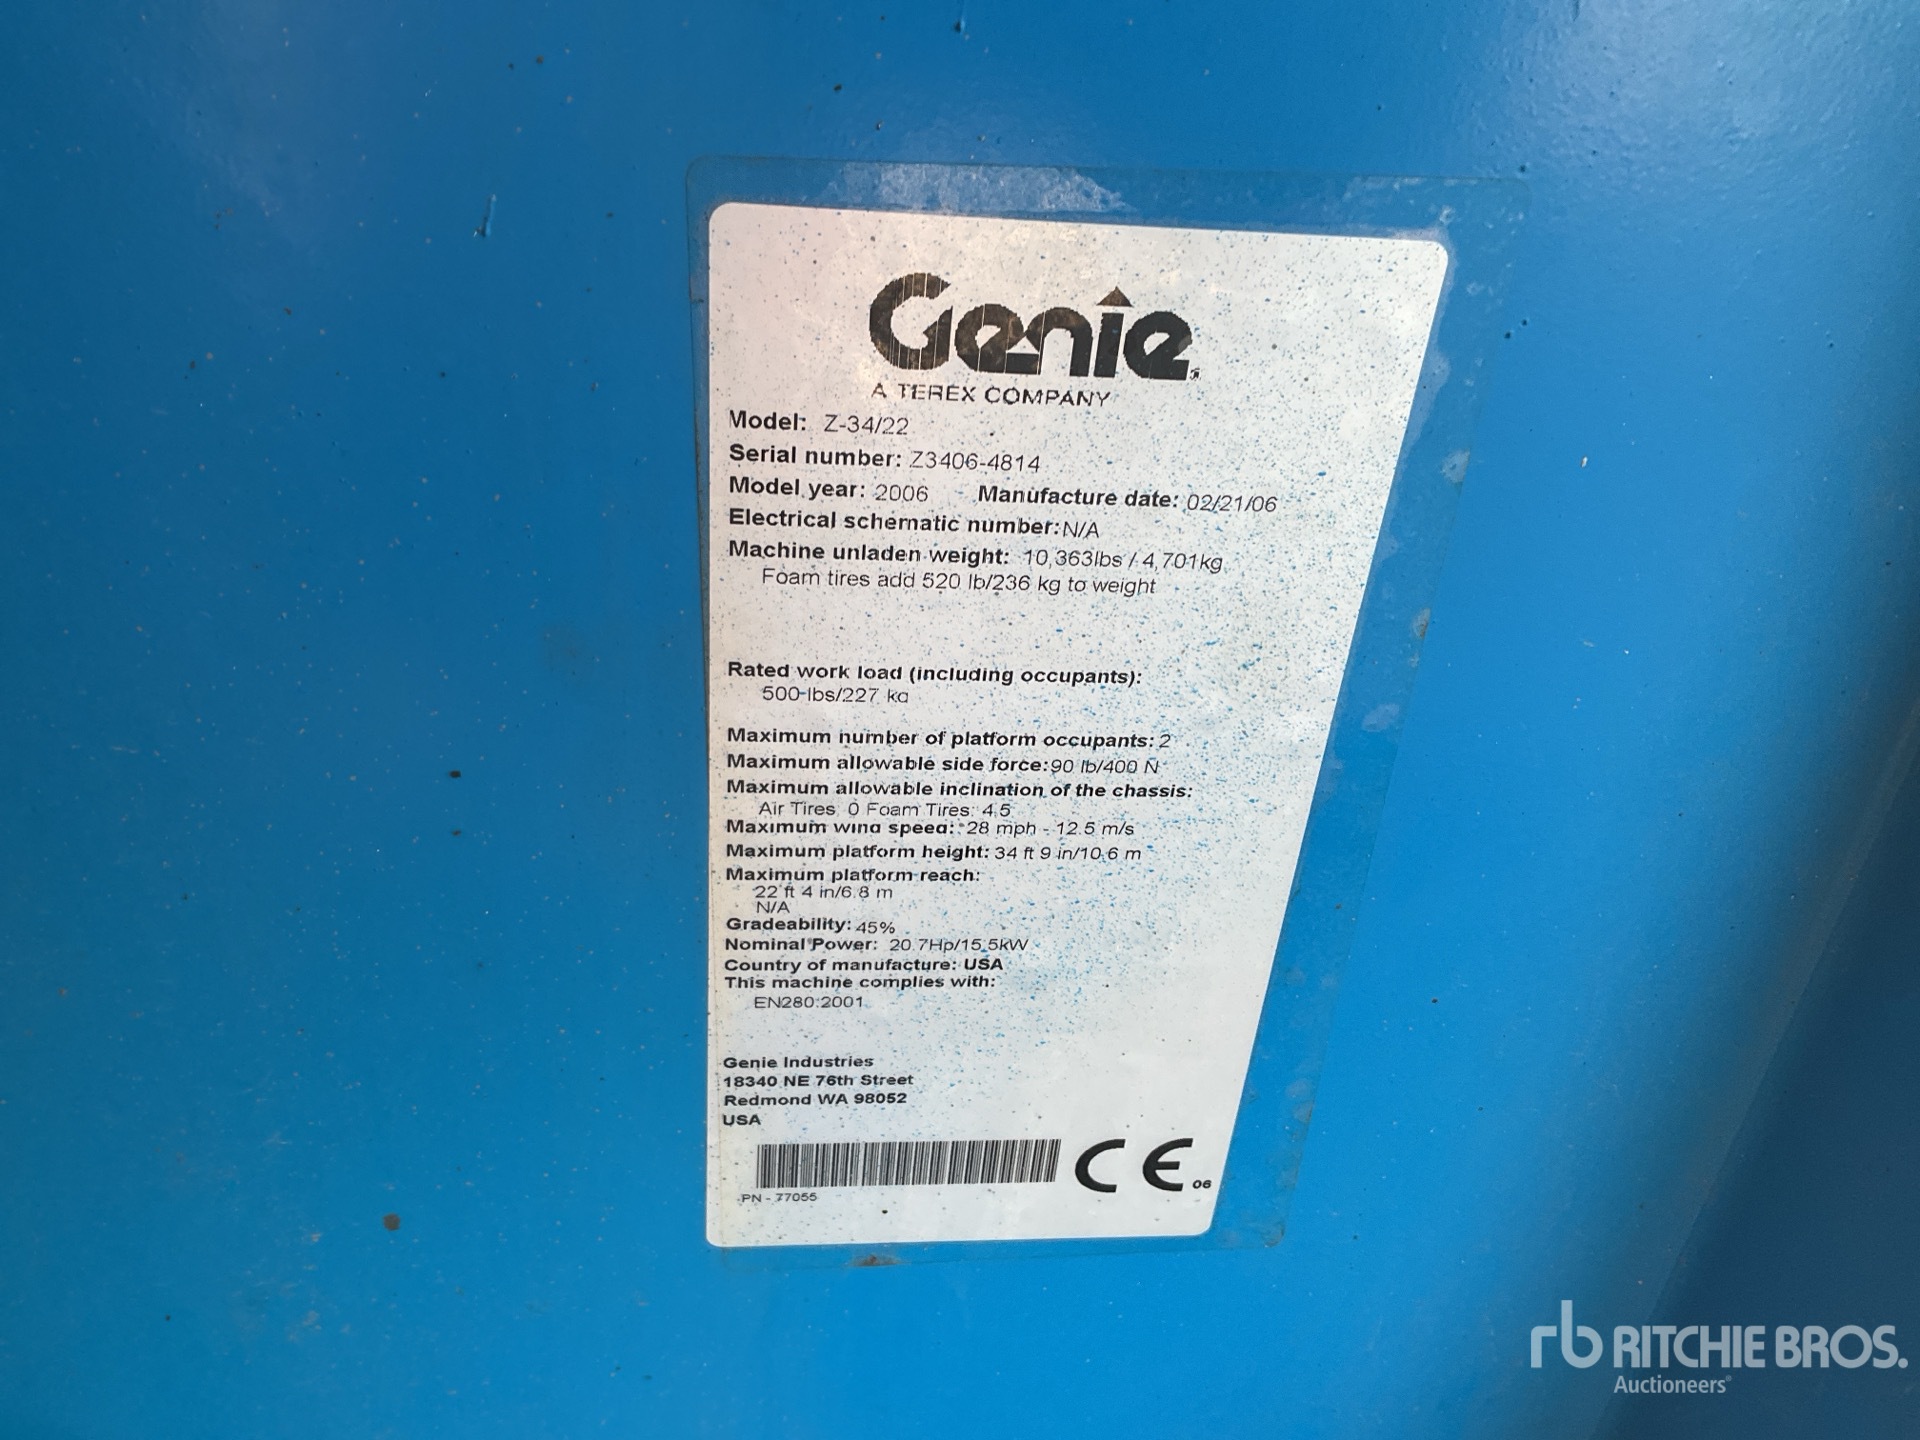 Genie
A TEREX COMPANY
Model: Z-34/22
Serial number: Z3406-4814
Model year: 2006 Manufacture date: 02/21/06
Electrical schematic number: N/A
Machine unladen weight: 10,363lbs / 4,701kg
Foam tires add 520 lb/236 kg to weight
Rated work load (including occupants):
500 lbs/227 kg
Maximum number of platform occupants: 2
Maximum allowable side force: 90 lb/400 N
Maximum allowable inclination of the chassis:
Air Tires: 0 Foam Tires: 4.5
Maximum wind speed: 28 mph - 12.5 m/s
Maximum platform height: 34 ft 9 in/10.6 m
Maximum platform reach:
22 ft 4 in/6.8 m
N/A
Gradeability: 45%
Nominal Power: 20.7Hp/15.5kW
Country of manufacture: USA
This machine complies with:
EN280:2001
Genie Industries
18340 NE 76th Street
Redmond WA 98052
USA
CE 06
PN - 77055
rb RITCHIE BROS.
Auctioneers®